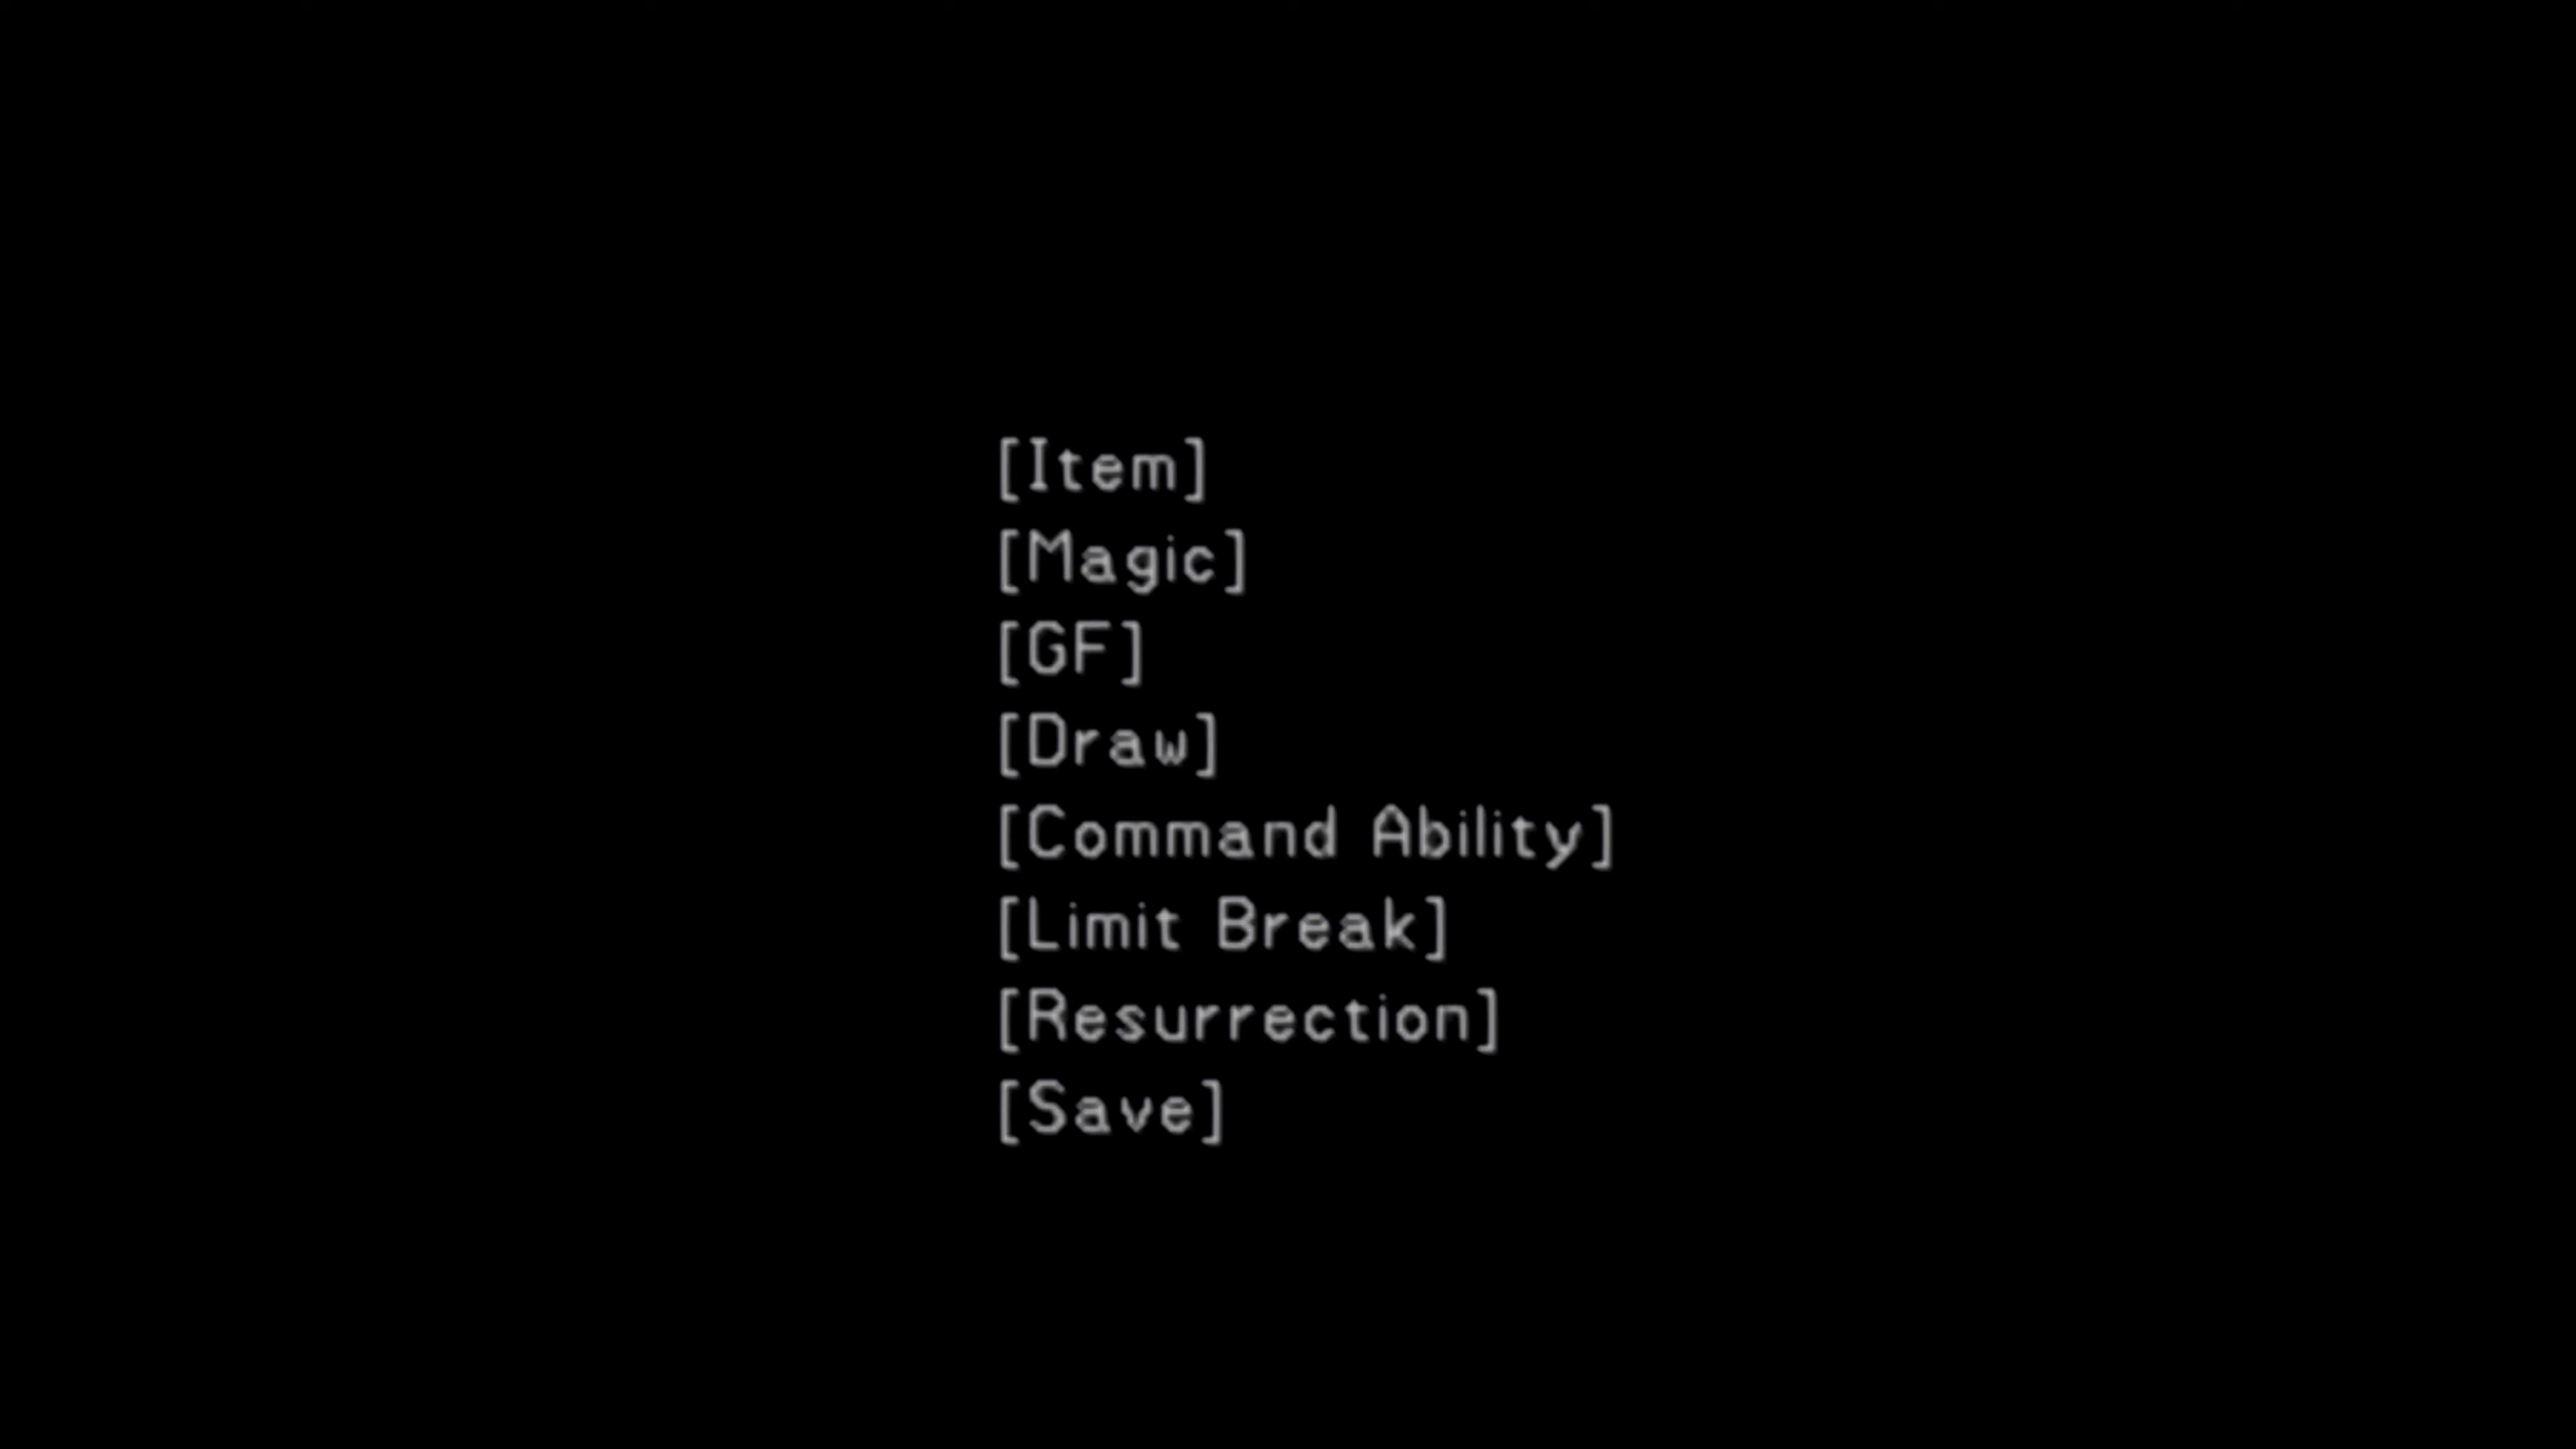 [Item]
[Magic]
[GF]
[Draw]
[Command Ability]
[Limit Break]
[Resurrection]
[Save]